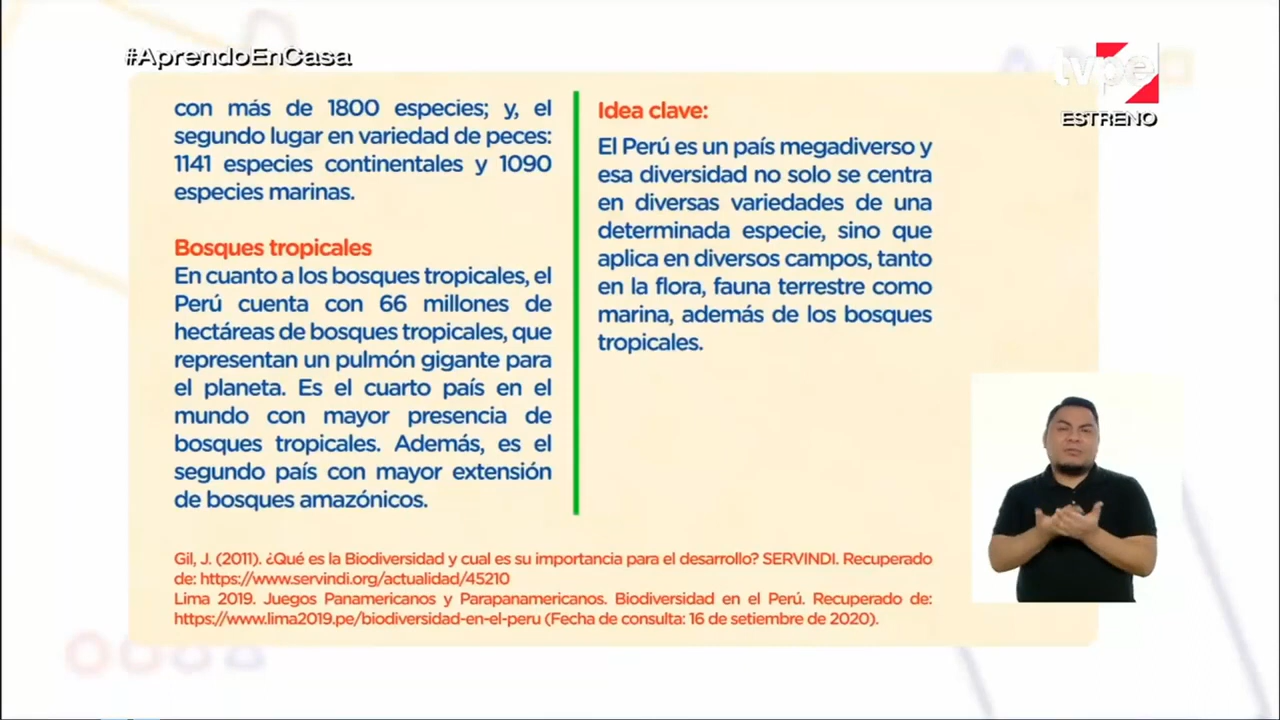 #AprendoEnCasa
tvpe
ESTRENO
con más de 1800 especies; y, el
segundo lugar en variedad de peces:
1141 especies continentales y 1090
especies marinas.
Bosques tropicales
En cuanto a los bosques tropicales, el
Perú cuenta con 66 millones de
hectáreas de bosques tropicales, que
representan un pulmón gigante para
el planeta. Es el cuarto país en el
mundo con mayor presencia de
bosques tropicales. Además, es el
segundo país con mayor extensión
de bosques amazónicos.
Idea clave:
El Perú es un país megadiverso y
esa diversidad no solo se centra
en diversas variedades de una
determinada especie, sino que
aplica en diversos campos, tanto
en la flora, fauna terrestre como
marina, además de los bosques
tropicales.
Gil, J. (2011). ¿Qué es la Biodiversidad y cual es su importancia para el desarrollo? SERVINDI. Recuperado
de: https://www.servindi.org/actualidad/45210
Lima 2019. Juegos Panamericanos y Parapanamericanos. Biodiversidad en el Perú. Recuperado de:
https://www.lima2019.pe/biodiversidad-en-el-peru (Fecha de consulta: 16 de setiembre de 2020).